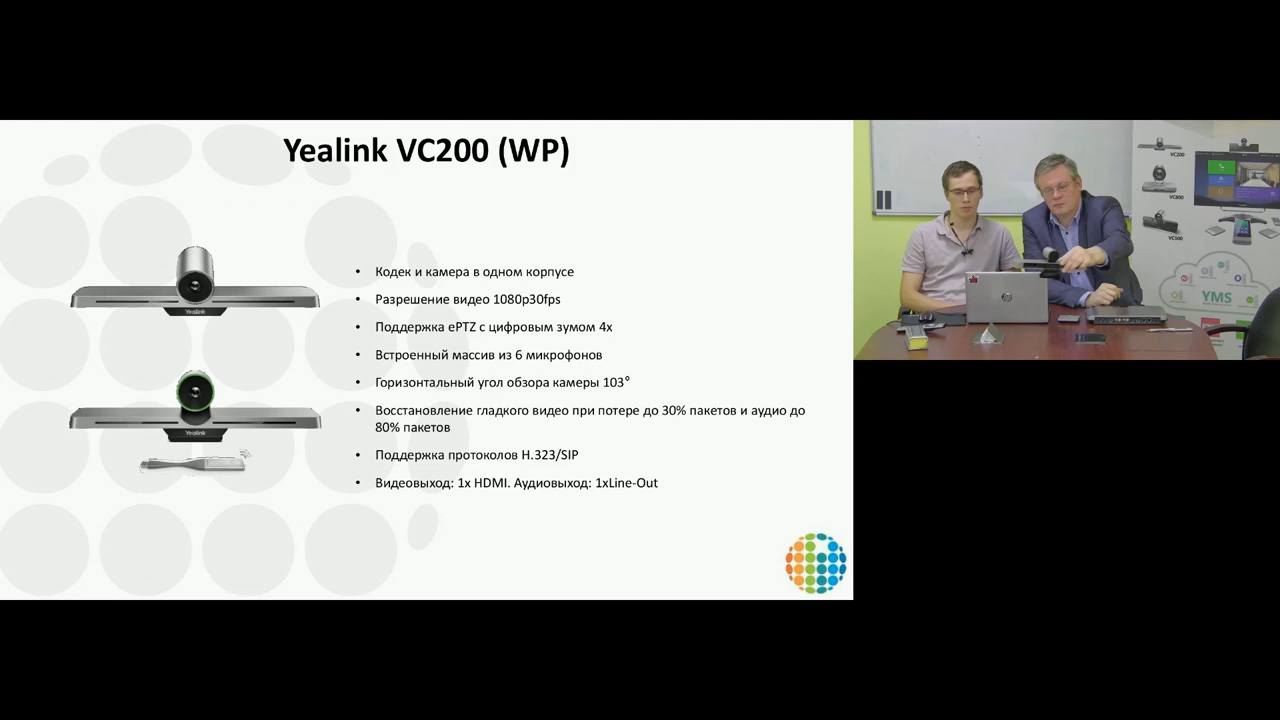 Yealink VC200 (WP)
Yealink
Yealink
• Кодек и камера в одном корпусе
• Разрешение видео 1080p30fps
• Поддержка ePTZ с цифровым зумом 4x
• Встроенный массив из 6 микрофонов
• Горизонтальный угол обзора камеры 103°
• Восстановление гладкого видео при потере до 30% пакетов и аудио до
80% пакетов
• Поддержка протоколов H.323/SIP
• Видеовыход: 1x HDMI. Аудиовыход: 1xLine-Out
VC200
VC800
VC500
YMS